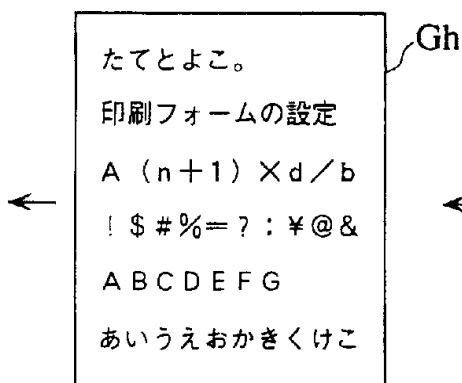 Gh
たてとよこ。
印刷フォームの設定
A（n＋1）×d／b
！＄＃％＝？：￥＠＆
ABCDEFG
あいうえおかきくけこ